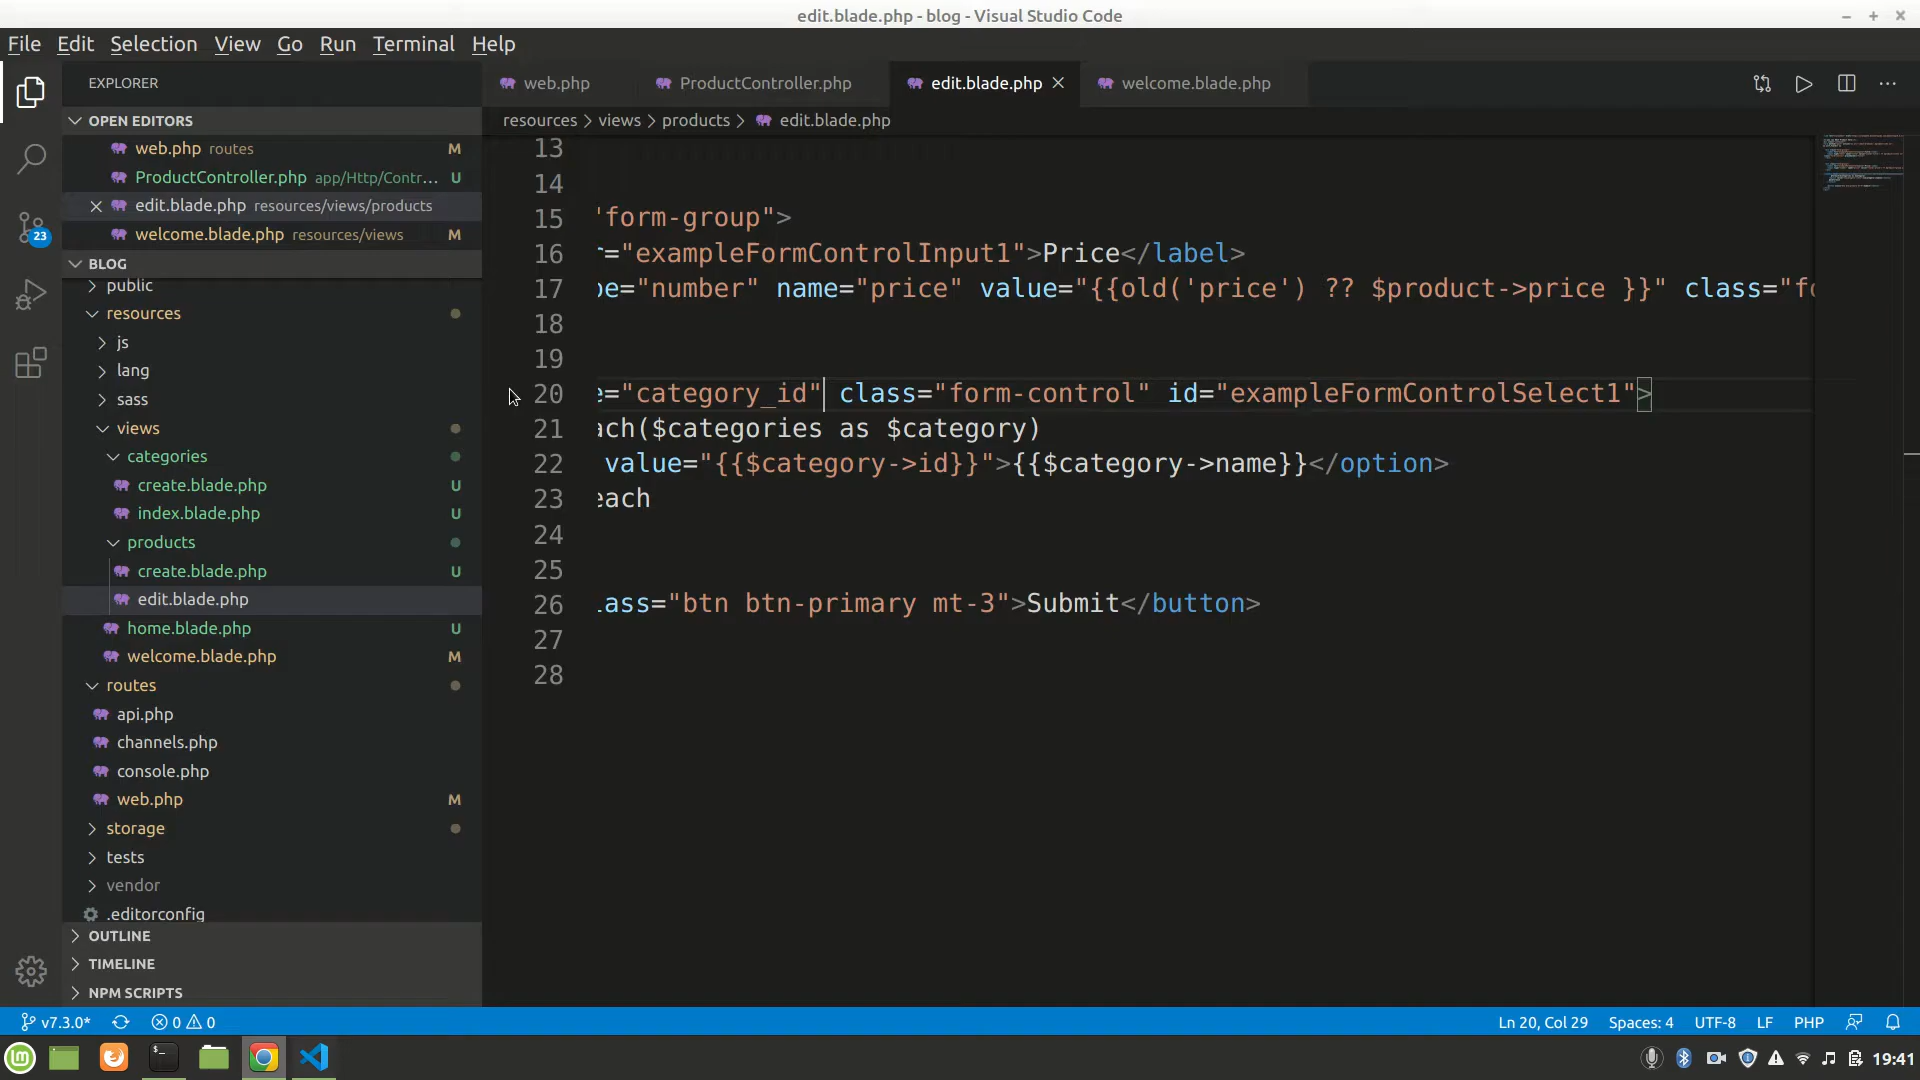 edit.blade.php - blog - Visual Studio Code
File Edit Selection View Go Run Terminal Help
EXPLORER
OPEN EDITORS
web.php routes M
ProductController.php app/Http/Contr... U
edit.blade.php resources/views/products
welcome.blade.php resources/views M
BLOG
public
resources
js
lang
sass
views
categories
create.blade.php U
index.blade.php U
products
create.blade.php U
edit.blade.php
home.blade.php U
welcome.blade.php M
routes
api.php
channels.php
console.php
web.php M
storage
tests
vendor
.editorconfig
OUTLINE
TIMELINE
NPM SCRIPTS
23
web.php ProductController.php edit.blade.php welcome.blade.php
resources > views > products > edit.blade.php
13
14
15 "form-group">
16 r="exampleFormControlInput1">Price</label>
17 pe="number" name="price" value="{{old('price') ?? $product->price }}" class="fo
18
19
20 e="category_id" class="form-control" id="exampleFormControlSelect1">
21 ach($categories as $category)
22 value="{{$category->id}}">{{$category->name}}</option>
23 each
24
25
26 lass="btn btn-primary mt-3">Submit</button>
27
28
v7.3.0* 0 0 Ln 20, Col 29 Spaces: 4 UTF-8 LF PHP
19:41